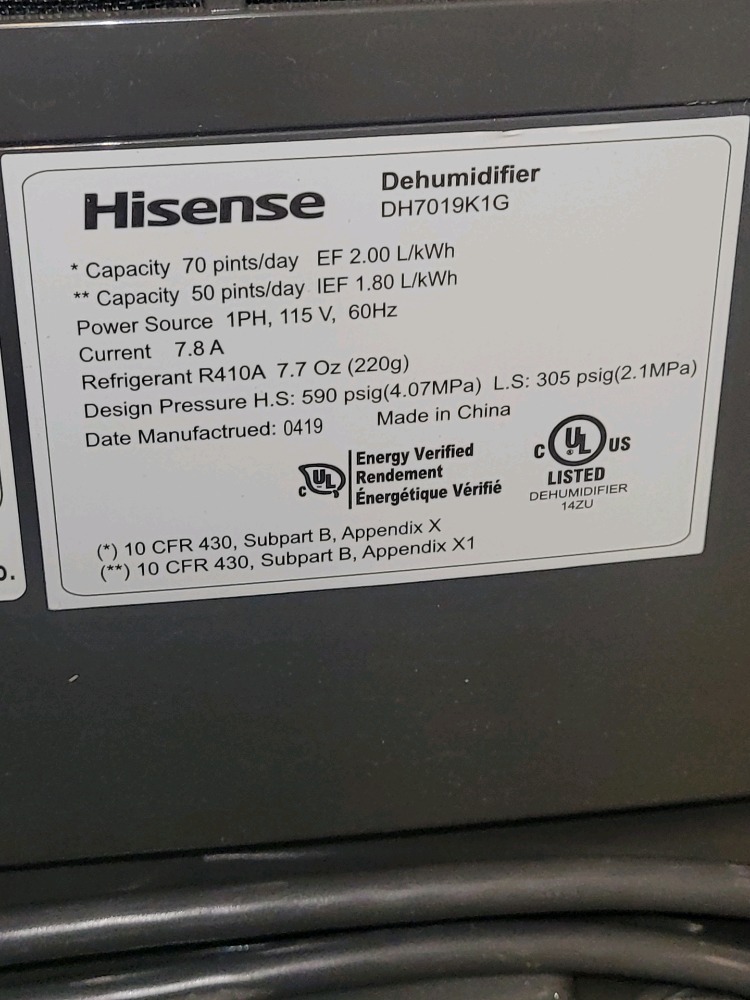 Hisense
Dehumidifier
DH7019K1G
* Capacity 70 pints/day EF 2.00 L/kWh
** Capacity 50 pints/day IEF 1.80 L/kWh
Power Source 1PH, 115 V, 60Hz
Current 7.8 A
Refrigerant R410A 7.7 Oz (220g)
Design Pressure H.S: 590 psig(4.07MPa) L.S: 305 psig(2.1MPa)
Date Manufactrued: 0419 Made in China
C UL
Energy Verified
Rendement
Énergétique Vérifié
C UL US
LISTED
DEHUMIDIFIER
14ZU
(*) 10 CFR 430, Subpart B, Appendix X
(**) 10 CFR 430, Subpart B, Appendix X1